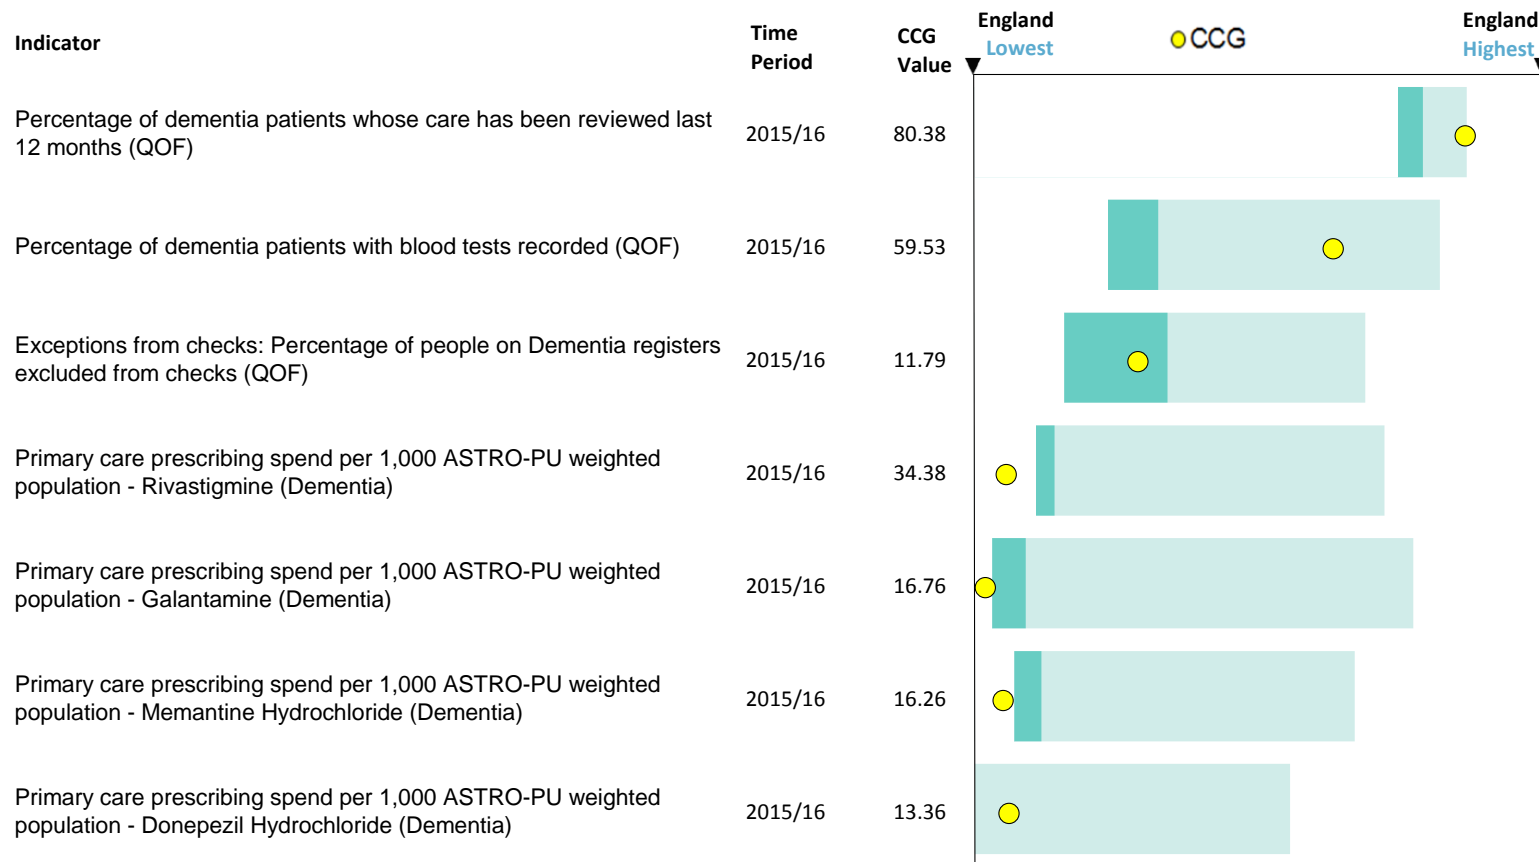 Indicator
Time
Period
CCG
Value
England
Lowest
CCG
England
Highest
Percentage of dementia patients whose care has been reviewed last
12 months (QOF)
2015/16
80.38
Percentage of dementia patients with blood tests recorded (QOF)
2015/16
59.53
Exceptions from checks: Percentage of people on Dementia registers
excluded from checks (QOF)
2015/16
11.79
Primary care prescribing spend per 1,000 ASTRO-PU weighted
population - Rivastigmine (Dementia)
2015/16
34.38
Primary care prescribing spend per 1,000 ASTRO-PU weighted
population - Galantamine (Dementia)
2015/16
16.76
Primary care prescribing spend per 1,000 ASTRO-PU weighted
population - Memantine Hydrochloride (Dementia)
2015/16
16.26
Primary care prescribing spend per 1,000 ASTRO-PU weighted
population - Donepezil Hydrochloride (Dementia)
2015/16
13.36